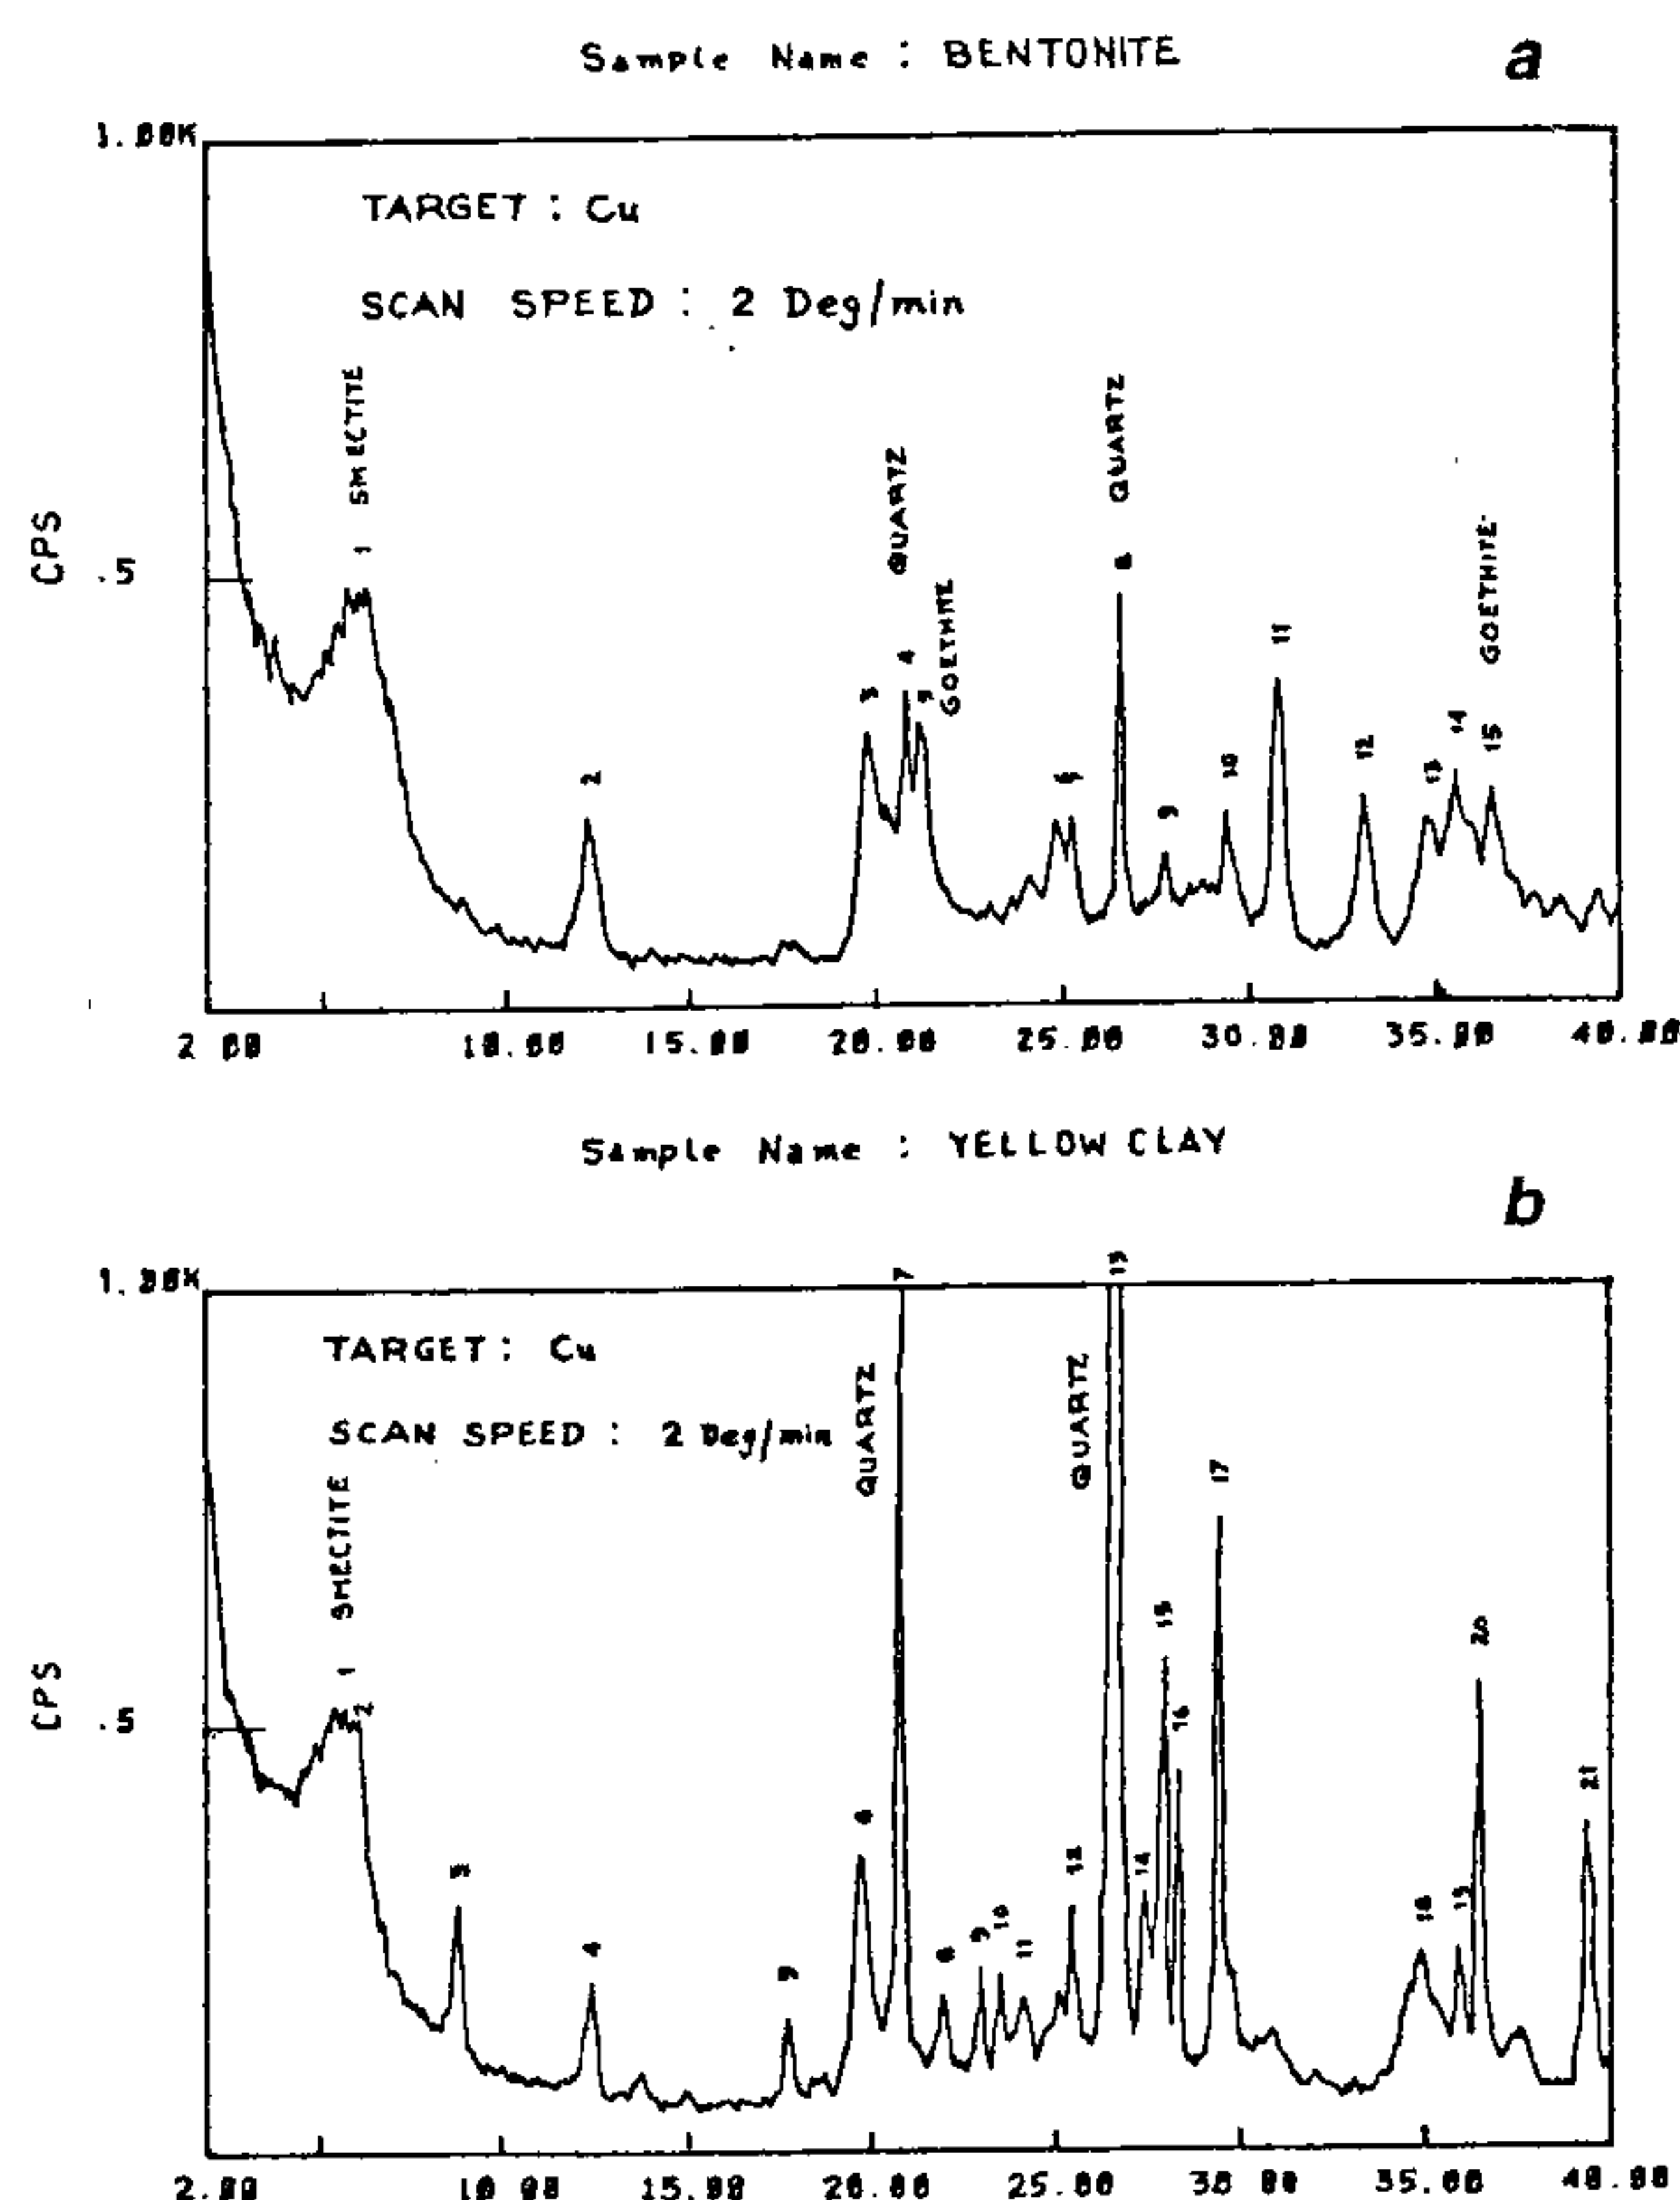 Sample Name : BENTONITE
a
1.00K
TARGET : Cu
SCAN SPEED : 2 Deg/min
SMECTITE
QUARTZ
GOETHITE
QUARTZ
GOETHITE
CPS
.5
1
2
3
4
5
8
9
10
11
12
13
14
15
2.00 10.00 15.00 20.00 25.00 30.00 35.00 40.00
Sample Name : YELLOW CLAY
b
1.00K
TARGET : Cu
SCAN SPEED : 2 Deg/min
SMECTITE
QUARTZ
QUARTZ
CPS
.5
1
2
3
4
7
8
9
10
11
12
14
15
16
17
19
20
21
2.00 10.00 15.00 20.00 25.00 30.00 35.00 40.00